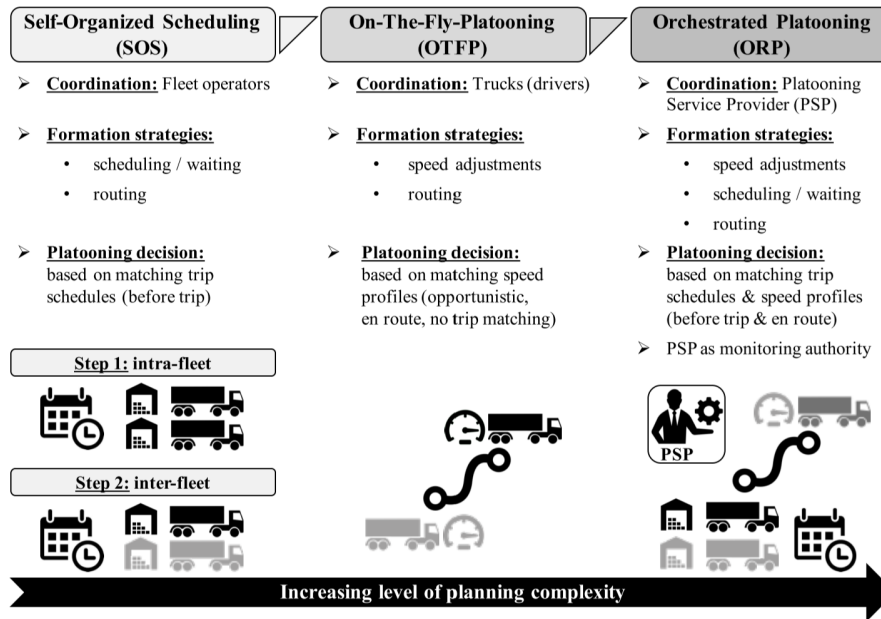 Self-Organized Scheduling
(SOS)
➢ Coordination: Fleet operators
➢ Formation strategies:
• scheduling / waiting
• routing
➢ Platooning decision:
based on matching trip
schedules (before trip)
Step 1: intra-fleet
Step 2: inter-fleet
On-The-Fly-Platooning
(OTFP)
➢ Coordination: Trucks (drivers)
➢ Formation strategies:
• speed adjustments
• routing
➢ Platooning decision:
based on matching speed
profiles (opportunistic,
en route, no trip matching)
Orchestrated Platooning
(ORP)
➢ Coordination: Platooning
Service Provider (PSP)
➢ Formation strategies:
• speed adjustments
• scheduling / waiting
• routing
➢ Platooning decision:
based on matching trip
schedules & speed profiles
(before trip & en route)
➢ PSP as monitoring authority
PSP
Increasing level of planning complexity